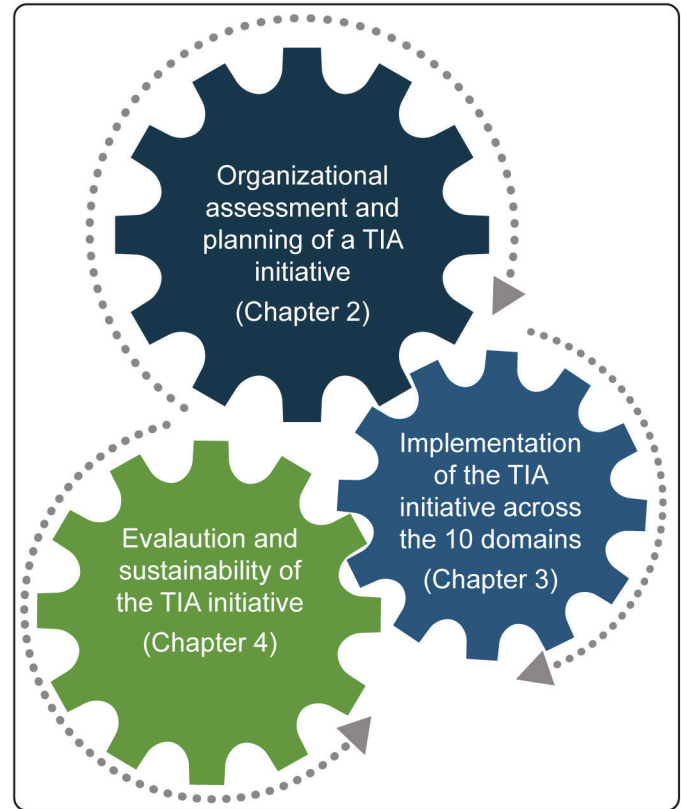 Organizational
assessment and
planning of a TIA
initiative
(Chapter 2)
Implementation
of the TIA
initiative across
the 10 domains
(Chapter 3)
Evalaution and
sustainability of
the TIA initiative
(Chapter 4)